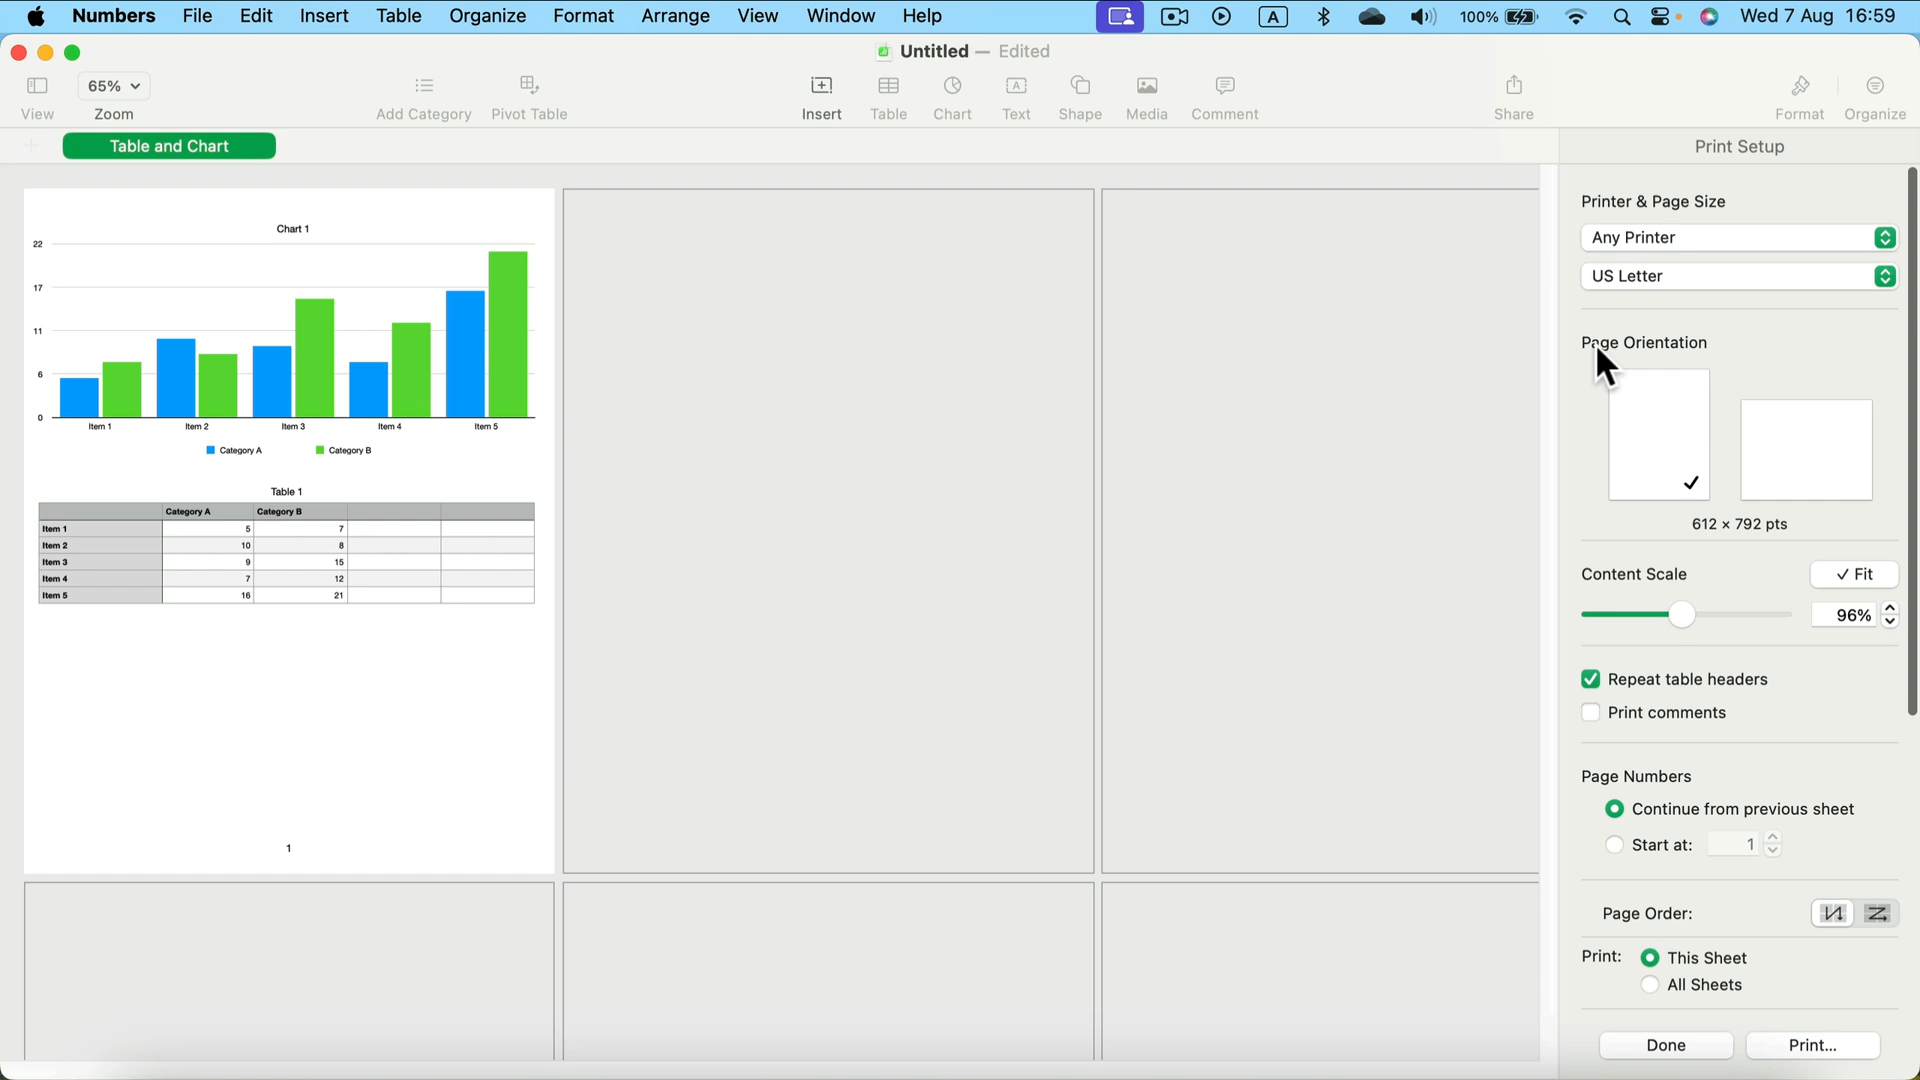 Numbers File Edit Insert Table Format Organize Format Arrange View Window Help A 100% Wed 7 Aug 16:59
Untitled — Edited
65%
View Zoom Add Category Pivot Table Insert Table Chart Text Shape Media Comment Share Format Organize
Table and Chart
Print Setup
Chart 1
22
17
11
6
0
Item 1 Item 2 Item 3 Item 4 Item 5
Category A Category B
Table 1
Category A Category B
Item 1 5 7
Item 2 10 8
Item 3 9 15
Item 4 7 12
Item 5 16 21
1
Printer & Page Size
Any Printer
US Letter
Page Orientation
612 × 792 pts
Content Scale ✓ Fit
96%
Repeat table headers
Print comments
Page Numbers
Continue from previous sheet
Start at: 1
Page Order:
Print: This Sheet
All Sheets
Done Print...